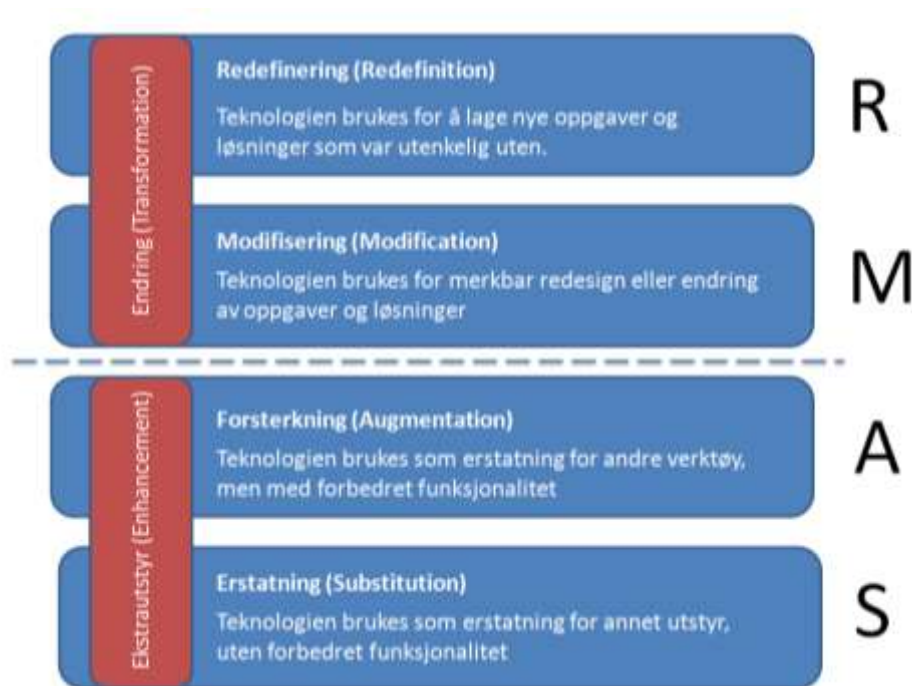 Endring (Transformation)
Redefinering (Redefinition)
Teknologien brukes for å lage nye oppgaver og
løsninger som var utenkelig uten.
R
Modifisering (Modification)
Teknologien brukes for merkbar redesign eller endring
av oppgaver og løsninger
M
Ekstrautstyr (Enhancement)
Forsterkning (Augmentation)
Teknologien brukes som erstatning for andre verktøy,
men med forbedret funksjonalitet
A
Erstatning (Substitution)
Teknologien brukes som erstatning for annet utstyr,
uten forbedret funksjonalitet
S